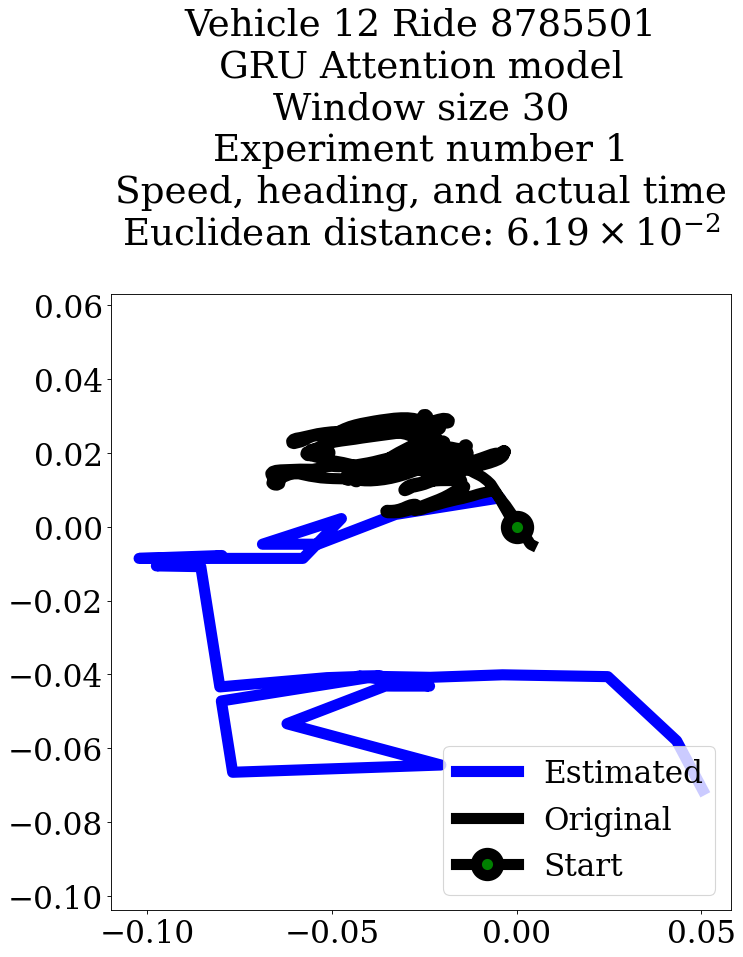 Vehicle 12 Ride 8785501
GRU Attention model
Window size 30
Experiment number 1
Speed, heading, and actual time
Euclidean distance: 6.19 × 10⁻²
0.06
0.04
0.02
0.00
−0.02
−0.04
−0.06
−0.08
−0.10
Estimated
Original
Start
−0.10 −0.05 0.00 0.05